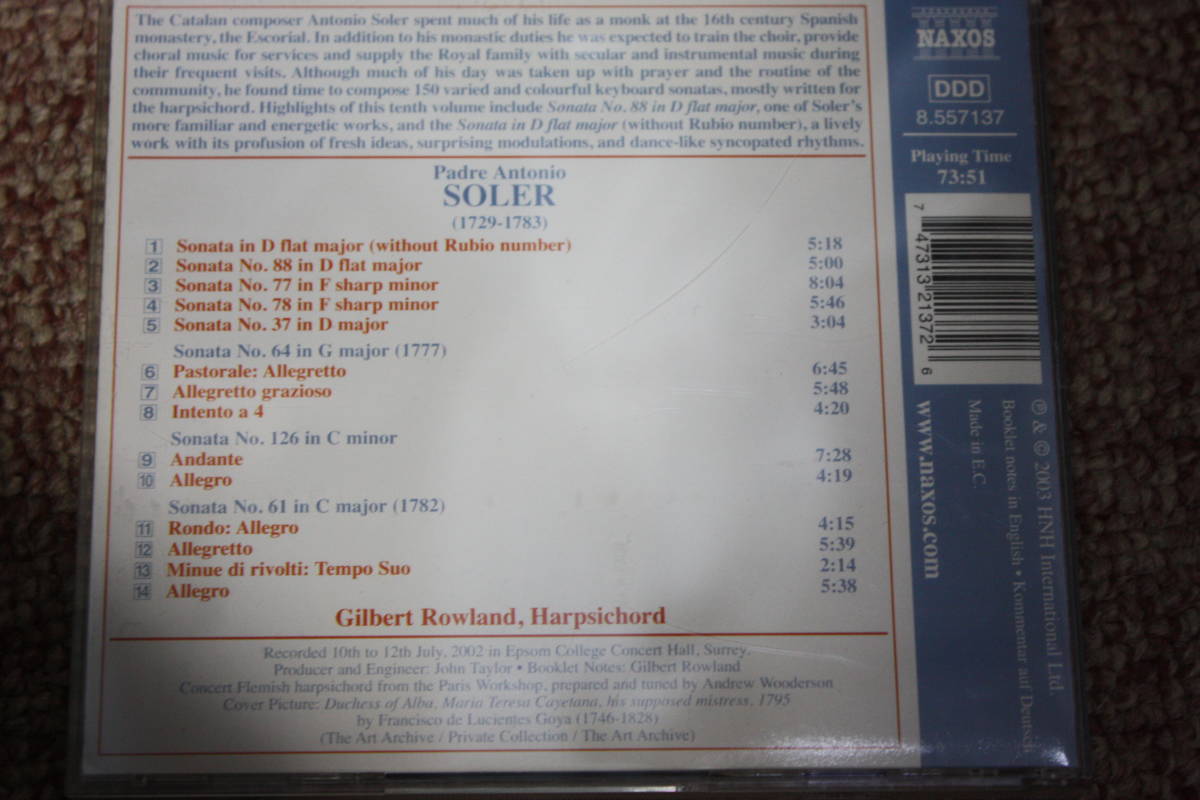 The Catalan composer Antonio Soler spent much of his life as a monk at the 16th century Spanish
monastery, the Escorial. In addition to his monastic duties he was expected to train the choir, provide
choral music for services and supply the Royal family with secular and instrumental music during
their frequent visits. Although much of his day was taken up with prayer and the routine of the
community, he found time to compose 150 varied and colourful keyboard sonatas, mostly written for
the harpsichord. Highlights of this tenth volume include Sonata No. 88 in D flat major, one of Soler's
more familiar and energetic works, and the Sonata in D flat major (without Rubio number), a lively
work with its profusion of fresh ideas, surprising modulations, and dance-like syncopated rhythms.
Padre Antonio
SOLER
(1729-1783)
1 Sonata in D flat major (without Rubio number) 5:18
2 Sonata No. 88 in D flat major 5:00
3 Sonata No. 77 in F sharp minor 8:04
4 Sonata No. 78 in F sharp minor 5:46
5 Sonata No. 37 in D major 3:04
Sonata No. 64 in G major (1777)
6 Pastorale: Allegretto 6:45
7 Allegretto grazioso 5:48
8 Intento a 4 4:20
Sonata No. 126 in C minor
9 Andante 7:28
10 Allegro 4:19
Sonata No. 61 in C major (1782)
11 Rondo: Allegro 4:15
12 Allegretto 5:39
13 Minue di rivolti: Tempo Suo 2:14
14 Allegro 5:38
Gilbert Rowland, Harpsichord
Recorded 10th to 12th July, 2002 in Epsom College Concert Hall, Surrey.
Producer and Engineer: John Taylor • Booklet Notes: Gilbert Rowland
Concert Flemish harpsichord from the Paris Workshop, prepared and tuned by Andrew Wooderson
Cover Picture: Duchess of Alba, Maria Teresa Cayetana, his supposed mistress, 1795
by Francisco de Lucientes Goya (1746-1828)
(The Art Archive / Private Collection / The Art Archive)
NAXOS
DDD
8.557137
Playing Time
73:51
7 47313 21372 6
℗ & © 2003 HNH International Ltd.
Booklet notes in English • Kommentar auf Deutsch
Made in E.C.
www.naxos.com